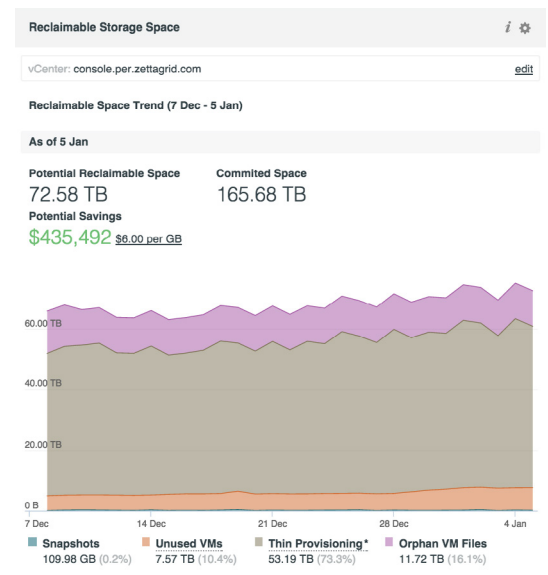 Reclaimable Storage Space i
vCenter: console.per.zettagrid.com edit
Reclaimable Space Trend (7 Dec - 5 Jan)
As of 5 Jan
Potential Reclaimable Space Commited Space
72.58 TB 165.68 TB
Potential Savings
$435,492 $6.00 per GB
60.00 TB
40.00 TB
20.00 TB
0 B
7 Dec 14 Dec 21 Dec 28 Dec 4 Jan
Snapshots Unused VMs Thin Provisioning* Orphan VM Files
109.98 GB (0.2%) 7.57 TB (10.4%) 53.19 TB (73.3%) 11.72 TB (16.1%)